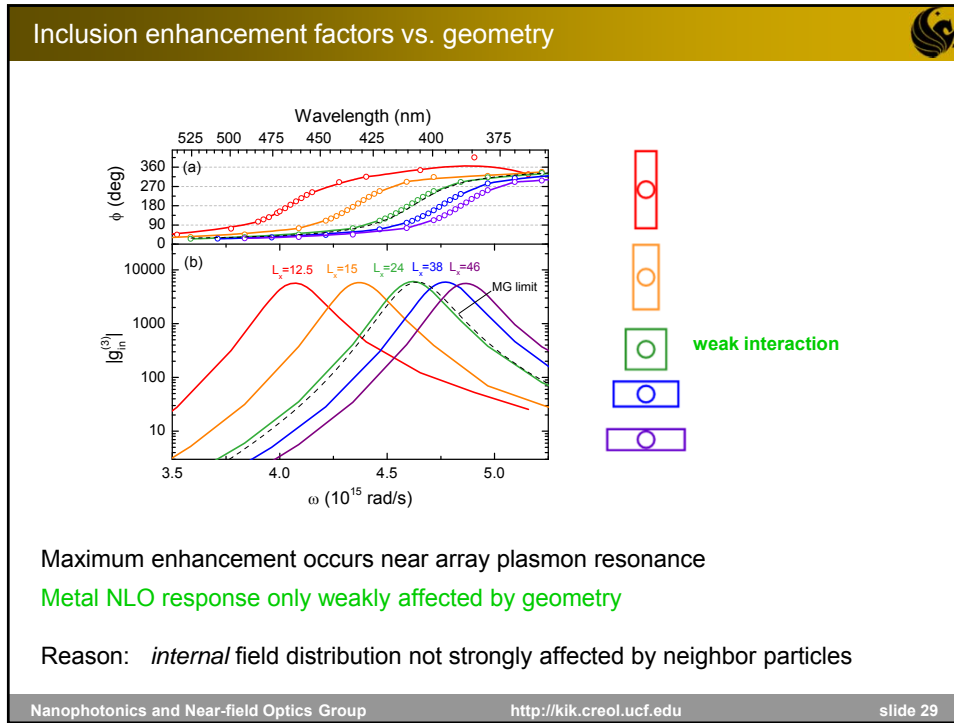 Inclusion enhancement factors vs. geometry
Wavelength (nm)
525 500 475 450 425 400 375
(a)
ϕ (deg)
360
270
180
90
0
(b)
L_x=12.5 L_x=15 L_x=24 L_x=38 L_x=46
MG limit
|g_in^(3)|
10000
1000
100
10
3.5 4.0 4.5 5.0
ω (10^15 rad/s)
weak interaction
Maximum enhancement occurs near array plasmon resonance
Metal NLO response only weakly affected by geometry
Reason: internal field distribution not strongly affected by neighbor particles
Nanophotonics and Near-field Optics Group http://kik.creol.ucf.edu slide 29